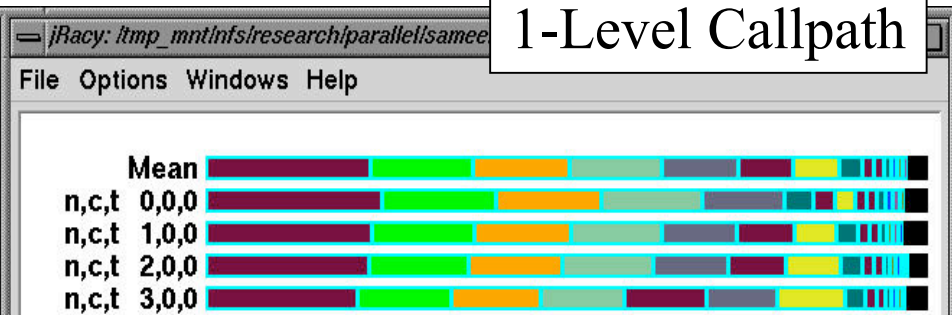 jRacy: /tmp_mnt/nfs/research/parallel/samee
1-Level Callpath
File Options Windows Help
Mean
n,c,t 0,0,0
n,c,t 1,0,0
n,c,t 2,0,0
n,c,t 3,0,0